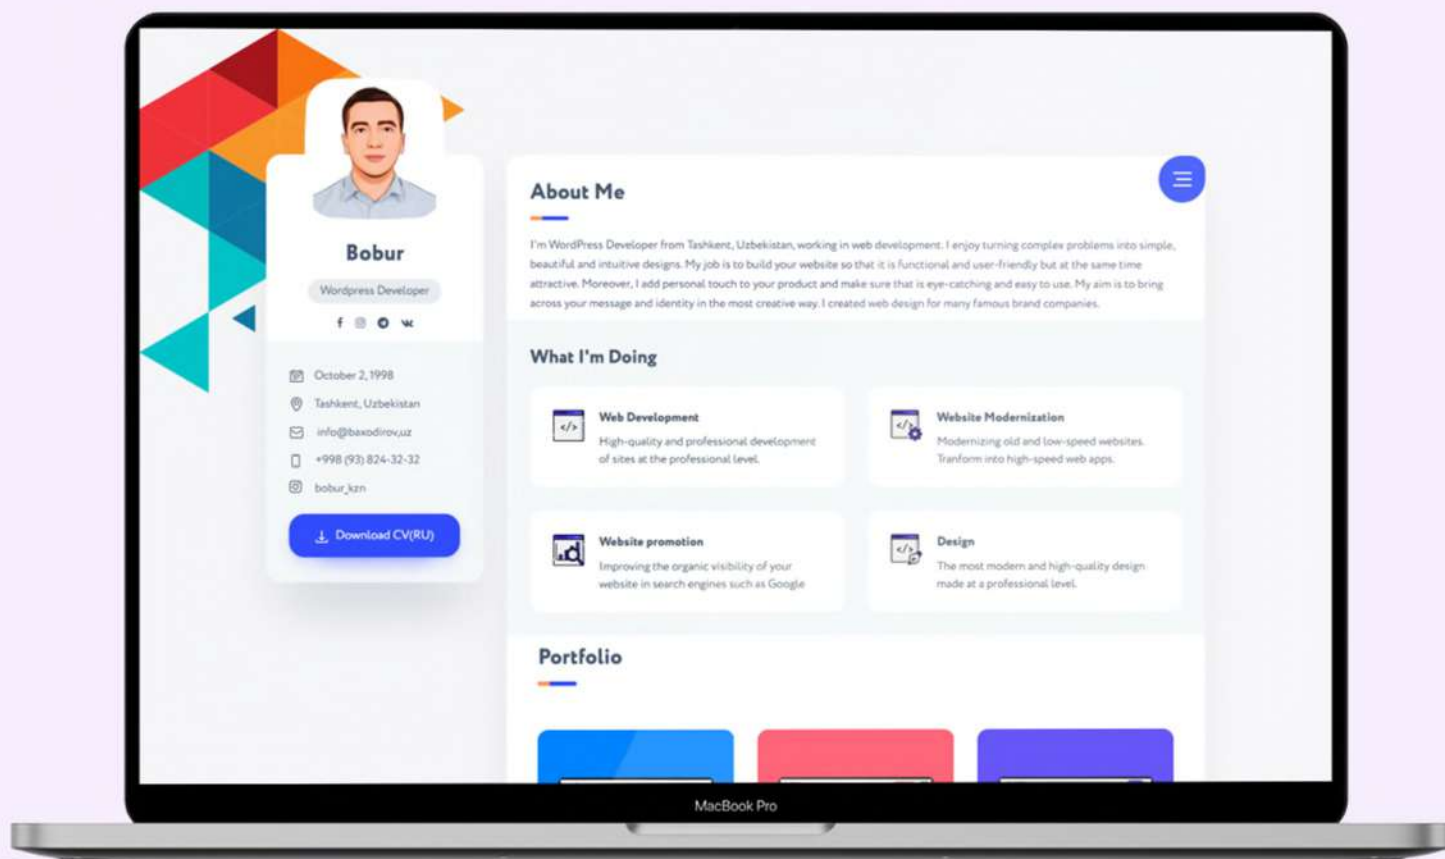 Bobur
Wordpress Developer
October 2, 1998
Tashkent, Uzbekistan
info@baxodirov,uz
+998 (93) 824-32-32
bobur_kzn
Download CV(RU)
About Me
I'm WordPress Developer from Tashkent, Uzbekistan, working in web development. I enjoy turning complex problems into simple,
beautiful and intuitive designs. My job is to build your website so that it is functional and user-friendly but at the same time
attractive. Moreover, I add personal touch to your product and make sure that is eye-catching and easy to use. My aim is to bring
across your message and identity in the most creative way. I created web design for many famous brand companies.
What I'm Doing
Web Development
High-quality and professional development
of sites at the professional level.
Website Modernization
Modernizing old and low-speed websites.
Tranform into high-speed web apps.
Website promotion
Improving the organic visibility of your
website in search engines such as Google
Design
The most modern and high-quality design
made at a professional level.
Portfolio
MacBook Pro